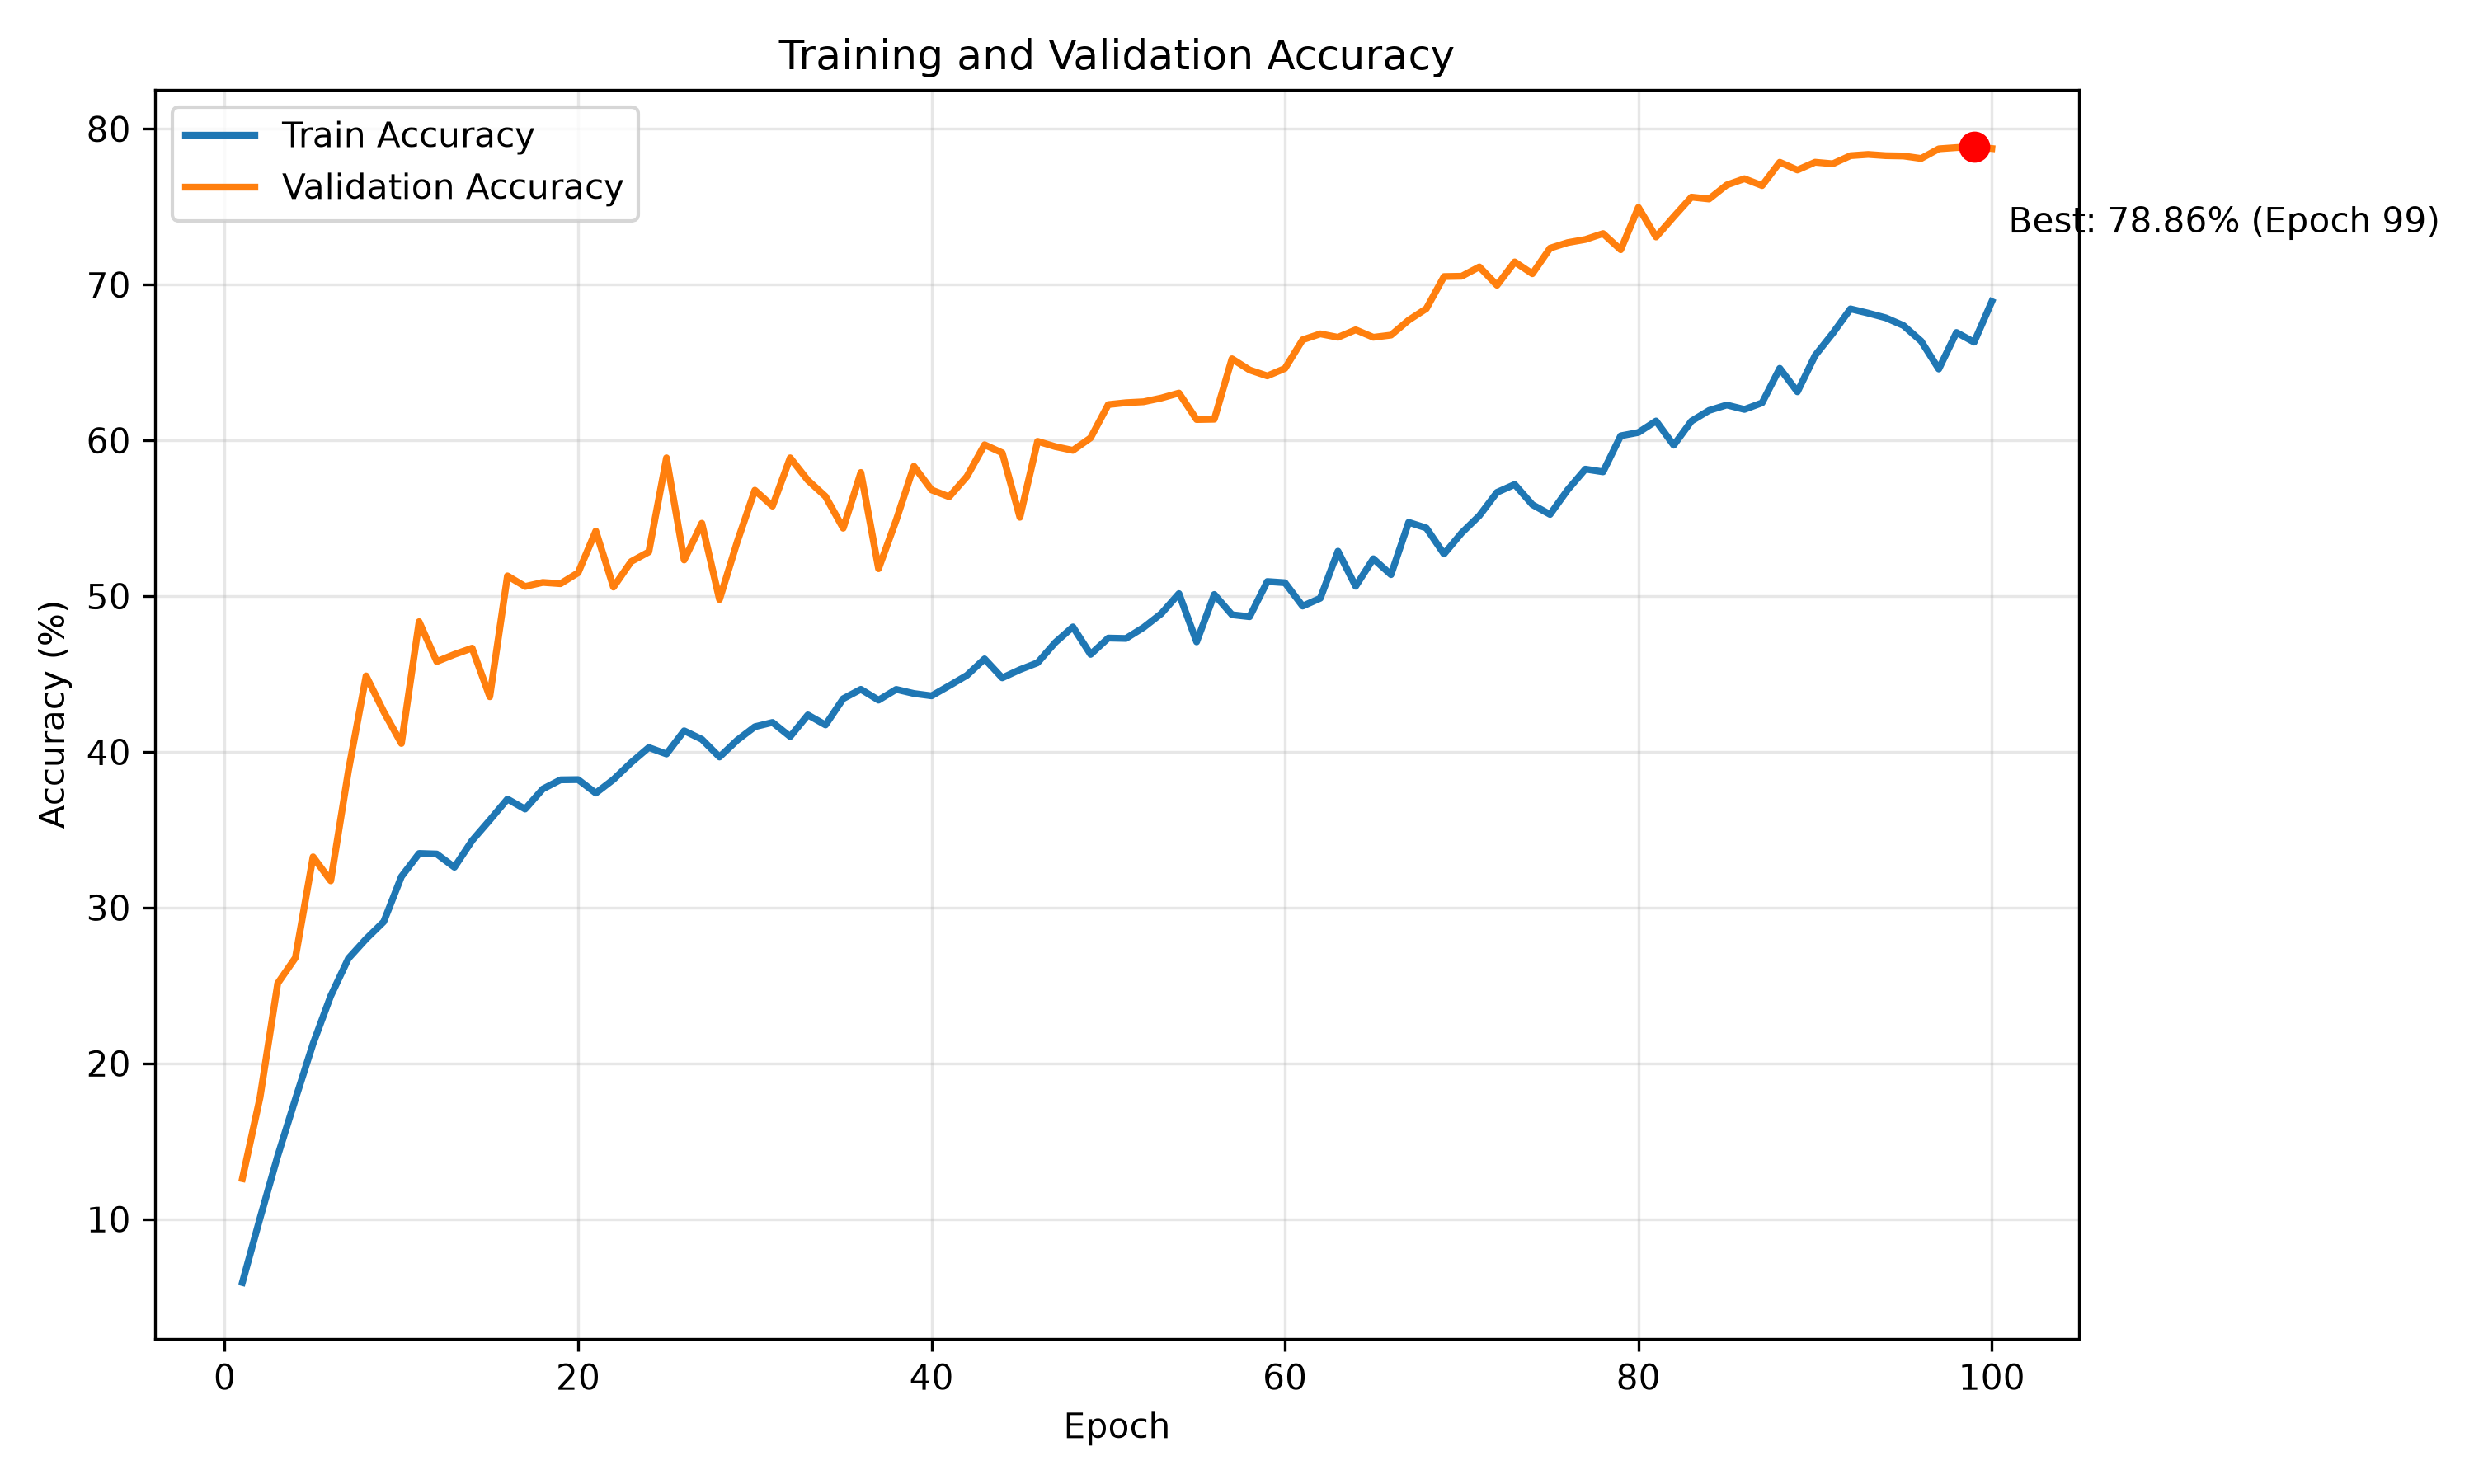 Training and Validation Accuracy
Train Accuracy
Validation Accuracy
Best: 78.86% (Epoch 99)
Accuracy (%)
80
70
60
50
40
30
20
10
0 20 40 60 80 100
Epoch